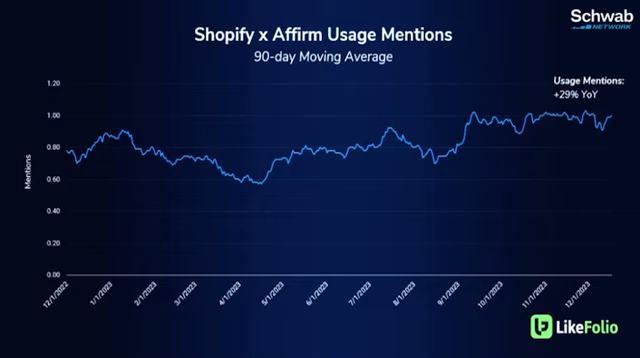 Schwab
NETWORK
Shopify x Affirm Usage Mentions
90-day Moving Average
Usage Mentions:
+29% YoY
Mentions
1.20
1.00
0.80
0.60
0.40
0.20
0.00
12/1/2022
1/1/2023
2/1/2023
3/1/2023
4/1/2023
5/1/2023
6/1/2023
7/1/2023
8/1/2023
9/1/2023
10/1/2023
11/1/2023
12/1/2023
LikeFolio